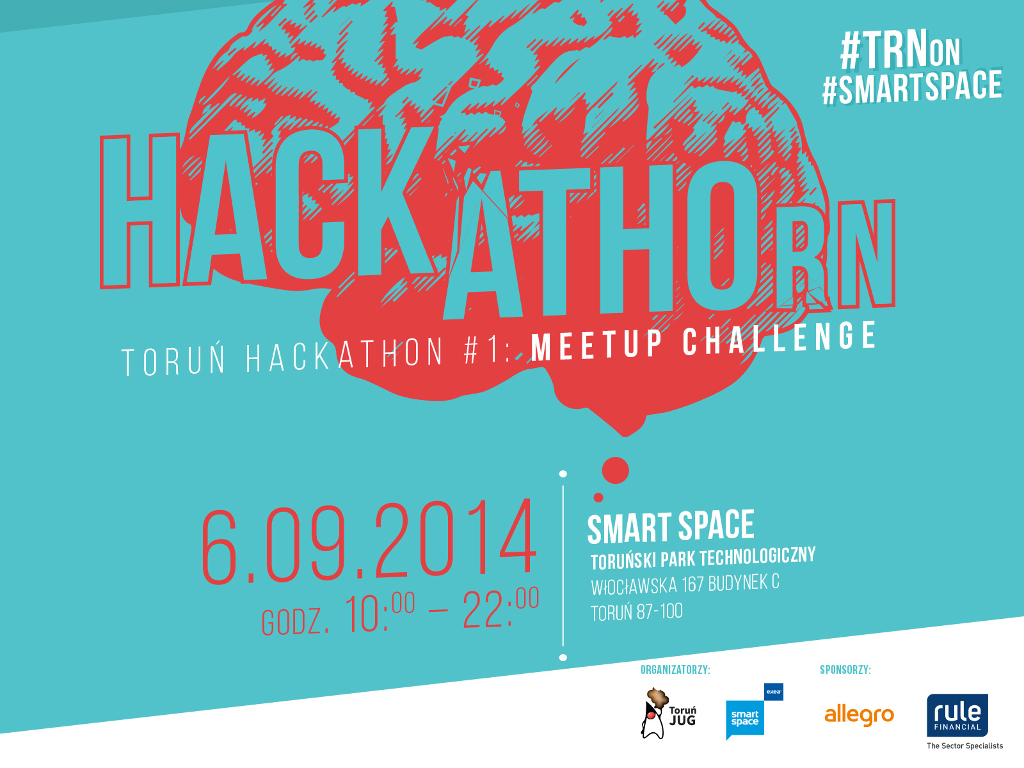 #TRNON
#SMARTSPACE
HACKATHORN
TORUŃ HACKATHON #1: MEETUP CHALLENGE
6.09.2014
GODZ. 10:00 – 22:00
SMART SPACE
TORUŃSKI PARK TECHNOLOGICZNY
WŁOCŁAWSKA 167 BUDYNEK C
TORUŃ 87-100
ORGANIZATORZY:
Toruń
JUG
smart
space
SPONSORZY:
allegro
rule
FINANCIAL
The Sector Specialists